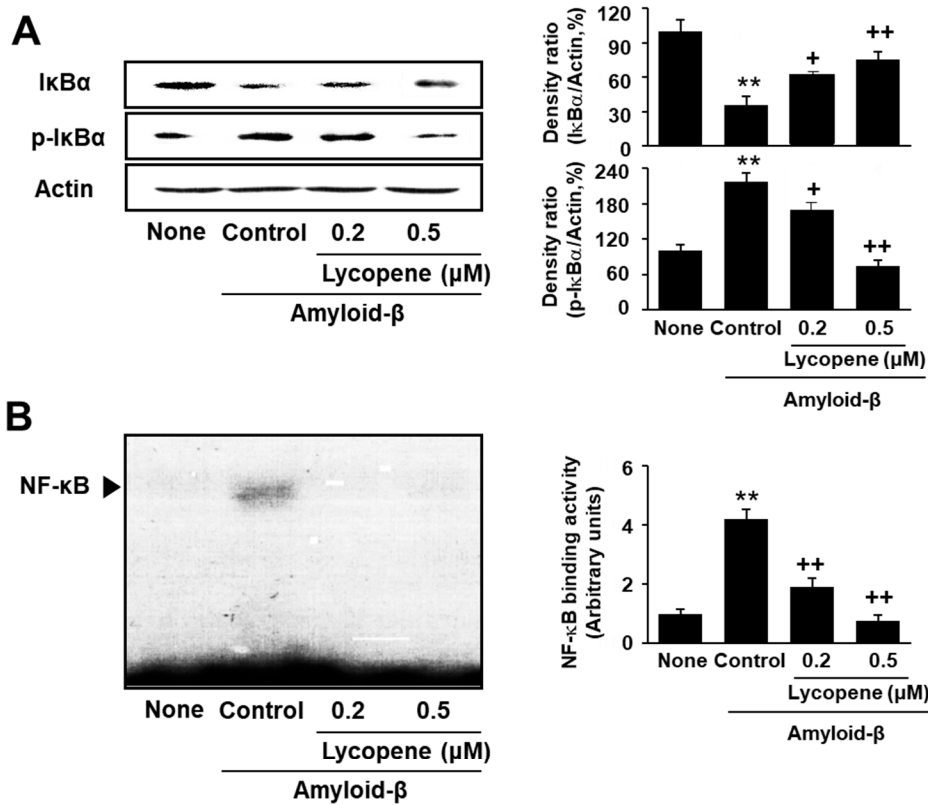 A
IκBα
p-IκBα
Actin
None Control 0.2 0.5
Lycopene (µM)
Amyloid-β
Density ratio
(IκBα/Actin,%)
120
90
60
30
0
**
+
++
Density ratio
(p-IκBα/Actin,%)
240
180
120
60
0
**
+
++
None Control 0.2 0.5
Lycopene (µM)
Amyloid-β
B
NF-κB
None Control 0.2 0.5
Lycopene (µM)
Amyloid-β
NF-κB binding activity
(Arbitrary units)
6
4
2
0
**
++
++
None Control 0.2 0.5
Lycopene (µM)
Amyloid-β